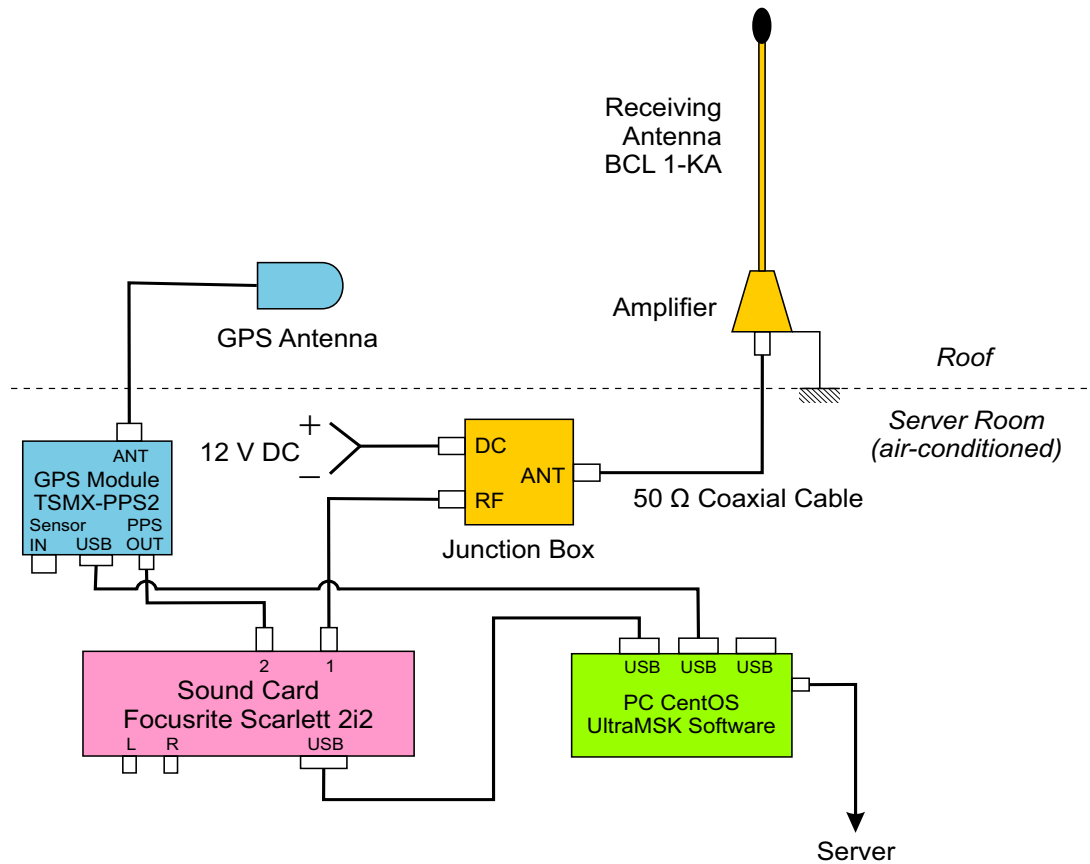 Receiving
Antenna
BCL 1-KA
GPS Antenna
Amplifier
Roof
Server Room
(air-conditioned)
ANT
GPS Module
TSMX-PPS2
Sensor PPS
IN USB OUT
+
12 V DC
−
DC
ANT
RF
Junction Box
50 Ω Coaxial Cable
2 1
Sound Card
Focusrite Scarlett 2i2
L R USB
USB USB USB
PC CentOS
UltraMSK Software
Server